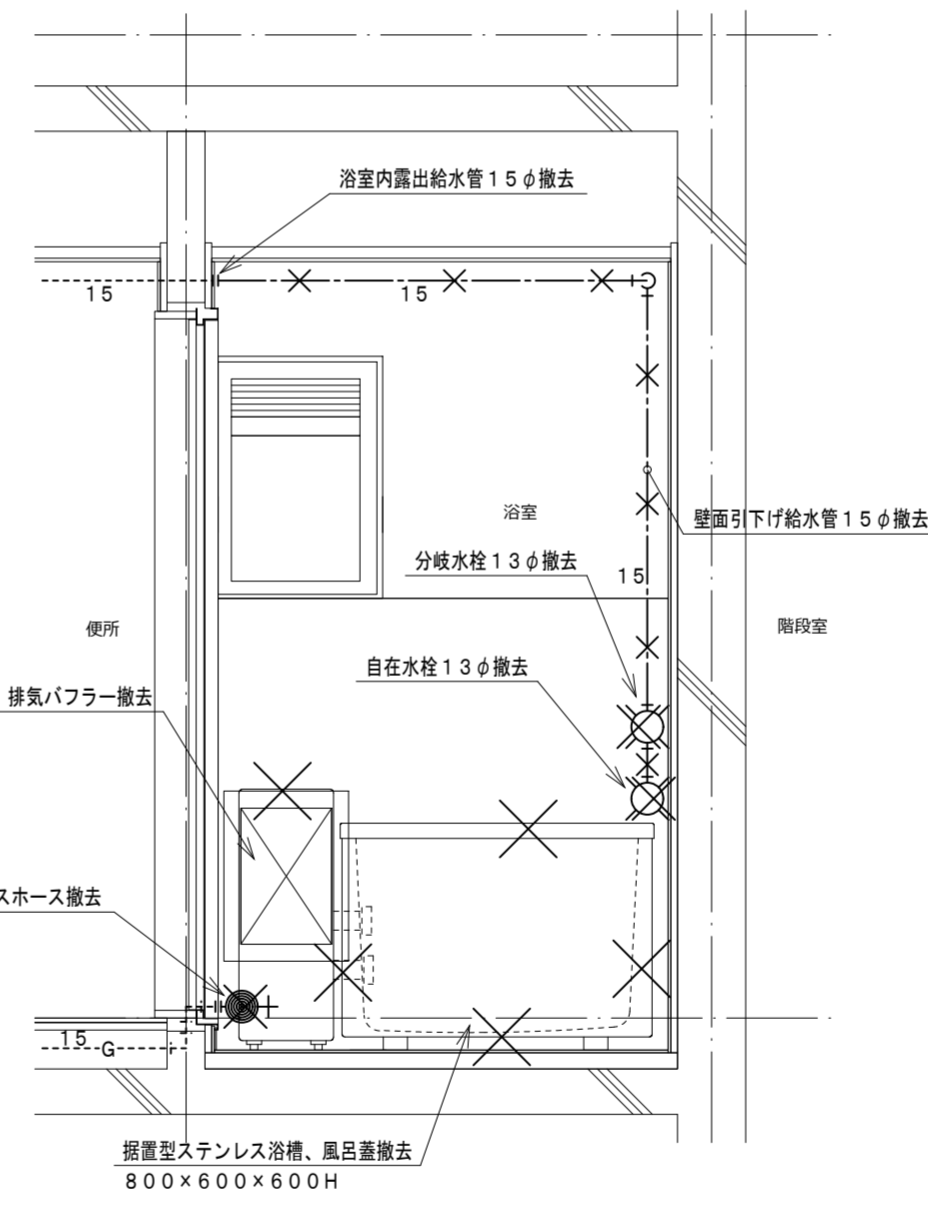 浴室内露出給水管１５φ撤去
１５
１５
浴室
壁面引下げ給水管１５φ撤去
分岐水栓１３φ撤去
１５
便所
階段室
自在水栓１３φ撤去
排気バフラー撤去
スホース撤去
１５
G
据置型ステンレス浴槽、風呂蓋撤去
８００×６００×６００H